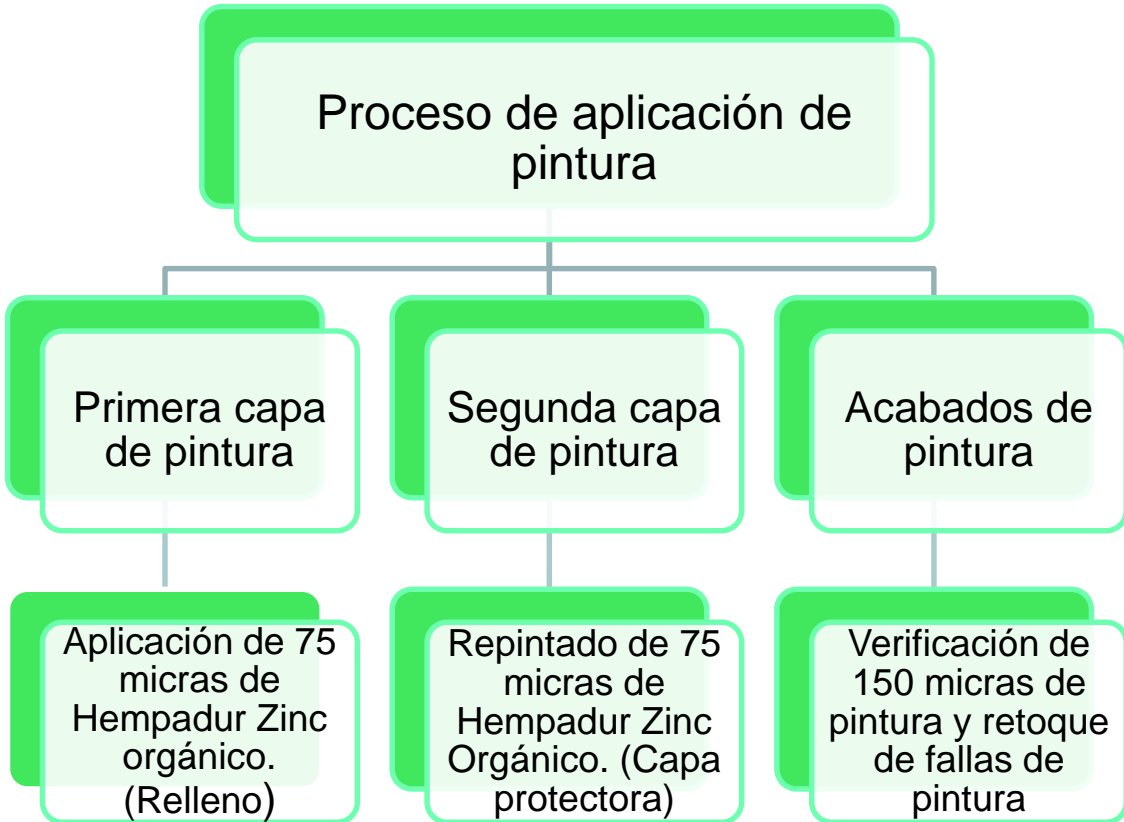 Proceso de aplicación de
pintura
Primera capa
de pintura
Segunda capa
de pintura
Acabados de
pintura
Aplicación de 75
micras de
Hempadur Zinc
orgánico.
(Relleno)
Repintado de 75
micras de
Hempadur Zinc
Orgánico. (Capa
protectora)
Verificación de
150 micras de
pintura y retoque
de fallas de
pintura